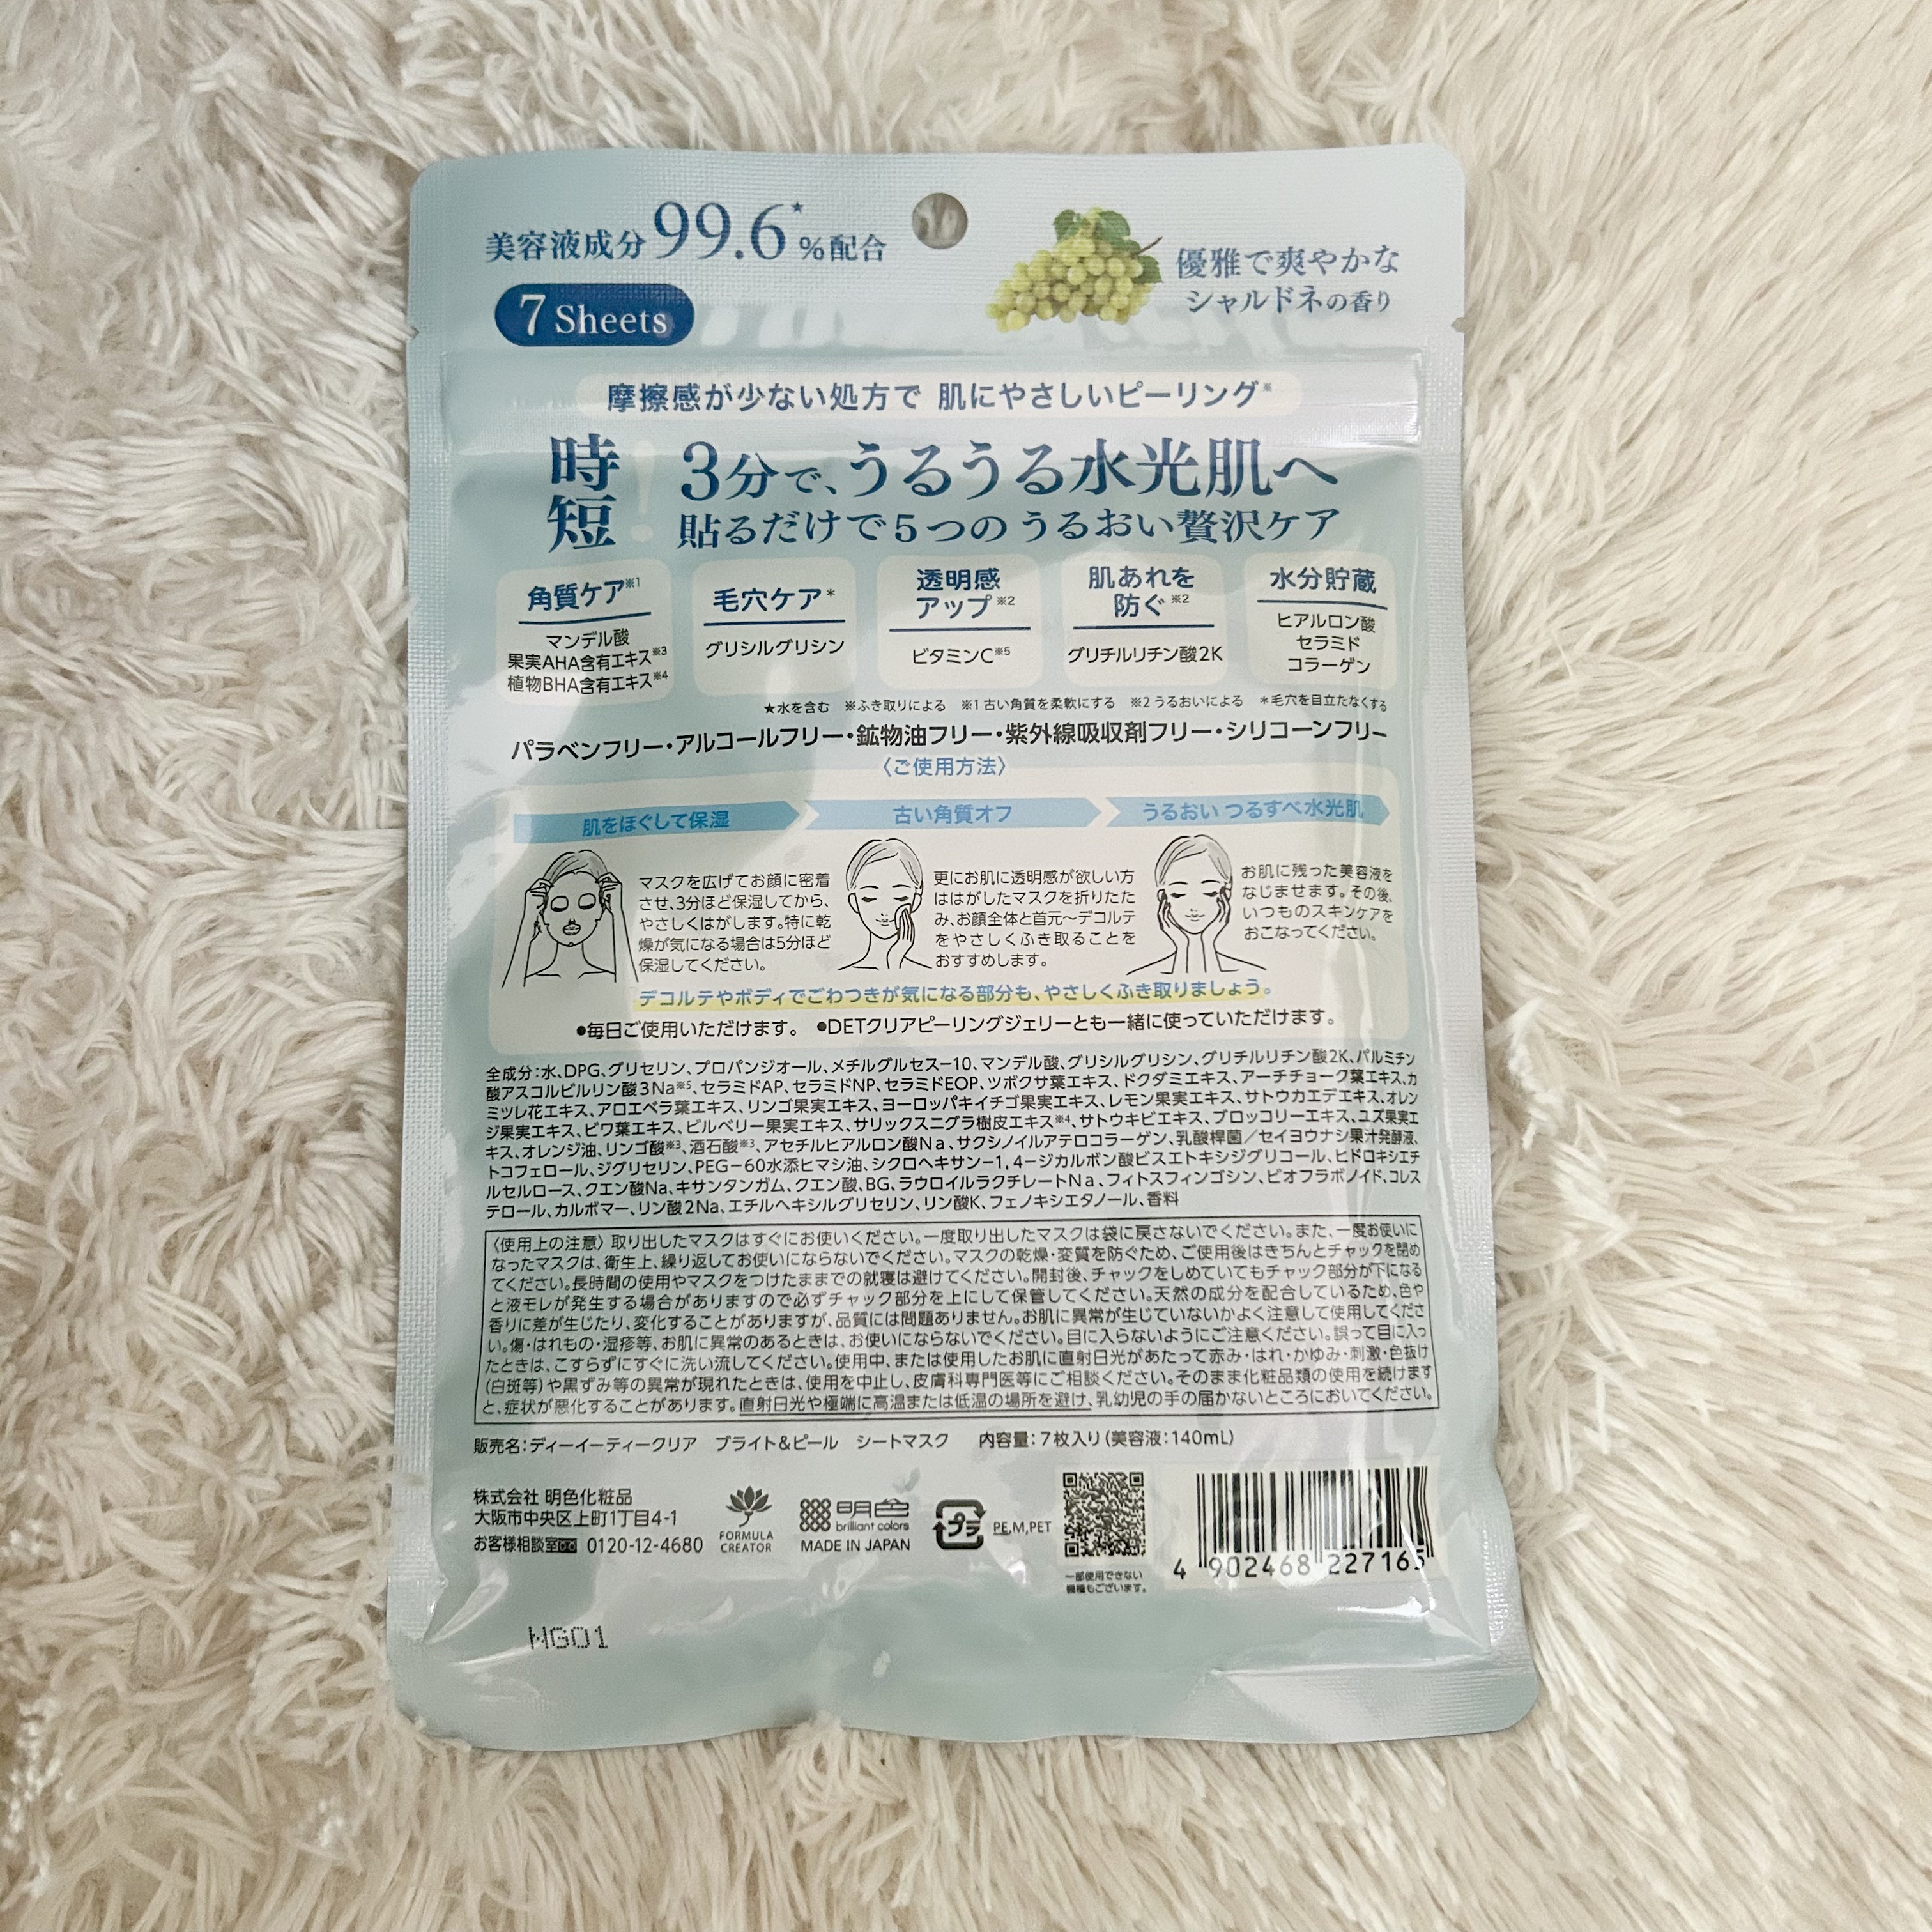 美容液成分99.6★%配合
7 Sheets
優雅で爽やかな
シャルドネの香り
摩擦感が少ない処方で 肌にやさしいピーリング※
時短!
3分で、うるうる水光肌へ
貼るだけで5つのうるおい贅沢ケア
角質ケア※1
マンデル酸
果実AHA含有エキス※3
植物BHA含有エキス※4
毛穴ケア*
グリシルグリシン
透明感
アップ※2
ビタミンC※5
肌あれを
防ぐ※2
グリチルリチン酸2K
水分貯蔵
ヒアルロン酸
セラミド
コラーゲン
★水を含む ※ふき取りによる ※1 古い角質を柔軟にする ※2 うるおいによる *毛穴を目立たなくする
パラベンフリー・アルコールフリー・鉱物油フリー・紫外線吸収剤フリー・シリコーンフリー
〈ご使用方法〉
肌をほぐして保湿
古い角質オフ
うるおい つるすべ水光肌
マスクを広げてお顔に密着
させ、3分ほど保湿してから、
やさしくはがします。特に乾
燥が気になる場合は5分ほど
保湿してください。
更にお肌に透明感が欲しい方
ははがしたマスクを折りたた
み、お顔全体と首元〜デコルテ
をやさしくふき取ることを
おすすめします。
お肌に残った美容液を
なじませます。その後、
いつものスキンケアを
おこなってください。
デコルテやボディでごわつきが気になる部分も、やさしくふき取りましょう。
●毎日ご使用いただけます。 ●DETクリアピーリングジェリーとも一緒に使っていただけます。
全成分:水、DPG、グリセリン、プロパンジオール、メチルグルセス-10、マンデル酸、グリシルグリシン、グリチルリチン酸2K、パルミチン
酸アスコルビルリン酸3Na※5、セラミドAP、セラミドNP、セラミドEOP、ツボクサ葉エキス、ドクダミエキス、アーチチョーク葉エキス、カ
ミツレ花エキス、アロエベラ葉エキス、リンゴ果実エキス、ヨーロッパキイチゴ果実エキス、レモン果実エキス、サトウカエデエキス、オレン
ジ果実エキス、ビワ葉エキス、ビルベリー果実エキス、サリックスニグラ樹皮エキス※4、サトウキビエキス、ブロッコリーエキス、ユズ果実エ
キス、オレンジ油、リンゴ酸※3、酒石酸※3、アセチルヒアルロン酸Na、サクシノイルアテロコラーゲン、乳酸桿菌/セイヨウナシ果汁発酵液、
トコフェロール、ジグリセリン、PEG-60水添ヒマシ油、シクロヘキサン-1,4-ジカルボン酸ビスエトキシジグリコール、ヒドロキシエチ
ルセルロース、クエン酸Na、キサンタンガム、クエン酸、BG、ラウロイルラクチレートNa、フィトスフィンゴシン、ビオフラボノイド、コレス
テロール、カルボマー、リン酸2Na、エチルヘキシルグリセリン、リン酸K、フェノキシエタノール、香料
〈使用上の注意〉取り出したマスクはすぐにお使いください。一度取り出したマスクは袋に戻さないでください。また、一度お使いに
なったマスクは、衛生上、繰り返してお使いにならないでください。マスクの乾燥・変質を防ぐため、ご使用後はきちんとチャックを閉め
てください。長時間の使用やマスクをつけたままでの就寝は避けてください。開封後、チャックをしめていてもチャック部分が下になる
と液モレが発生する場合がありますので必ずチャック部分を上にして保管してください。天然の成分を配合しているため、色や
香りに差が生じたり、変化することがありますが、品質には問題ありません。お肌に異常が生じていないかよく注意して使用してくださ
い。傷・はれもの・湿疹等、お肌に異常のあるときは、お使いにならないでください。目に入らないようにご注意ください。誤って目に入っ
たときは、こすらずにすぐに洗い流してください。使用中、または使用したお肌に直射日光があたって赤み・はれ・かゆみ・刺激・色抜け
(白斑等)や黒ずみ等の異常が現れたときは、使用を中止し、皮膚科専門医等にご相談ください。そのまま化粧品類の使用を続けます
と、症状が悪化することがあります。直射日光や極端に高温または低温の場所を避け、乳幼児の手の届かないところにおいてください。
販売名:ディーイーティークリア ブライト&ピール シートマスク 内容量:7枚入り(美容液:140mL)
株式会社 明色化粧品
大阪市中央区上町1丁目4-1
お客様相談室 0120-12-4680
FORMULA
CREATOR
明色
brilliant colors
MADE IN JAPAN
プラ
PE,M,PET
一部使用できない
機種もございます。
4 902468 227165
NG01